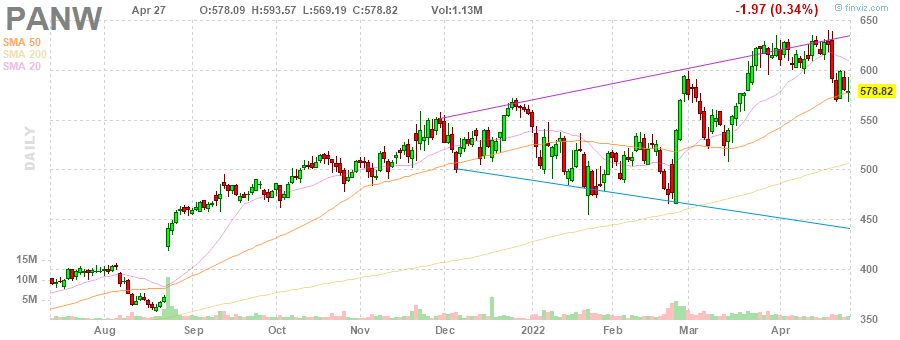 PANW Apr 27 O:578.09 H:593.57 L:569.19 C:578.82 Vol:1.13M -1.97 (0.34%) © finviz.com
SMA 50
SMA 200
SMA 20
DAILY
650
600
578.82
550
500
450
400
350
15M
10M
5M
Aug Sep Oct Nov Dec 2022 Feb Mar Apr